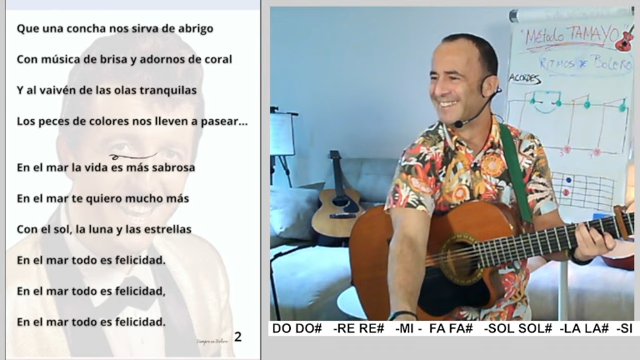 Que una concha nos sirva de abrigo
Con música de brisa y adornos de coral
Y al vaivén de las olas tranquilas
Los peces de colores nos lleven a pasear...
En el mar la vida es más sabrosa
En el mar te quiero mucho más
Con el sol, la luna y las estrellas
En el mar todo es felicidad.
En el mar todo es felicidad,
En el mar todo es felicidad.
2
Método TAMAYO
RITMOS DE BOLERO
ACORDES
DO DO# -RE RE# -MI - FA FA# -SOL SOL# -LA LA# -SI